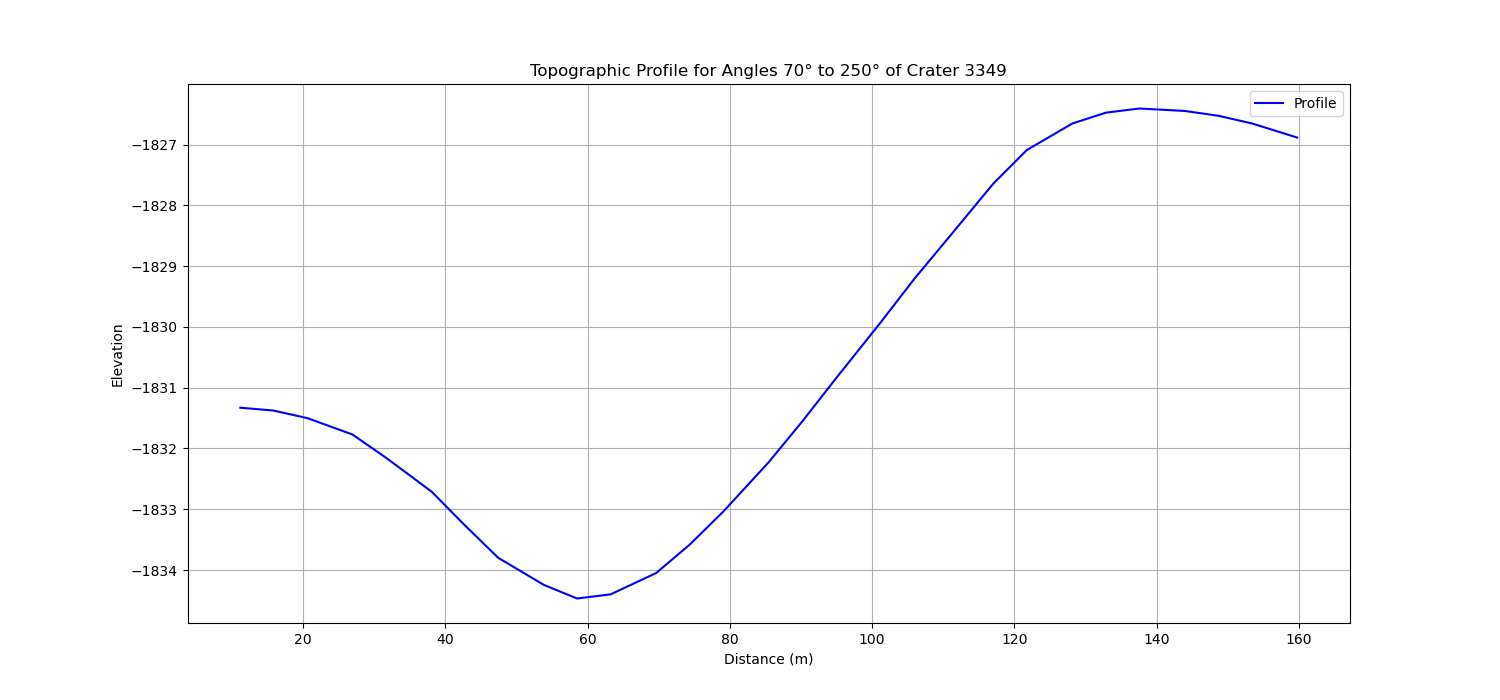 Topographic Profile for Angles 70° to 250° of Crater 3349
Profile
−1827
−1828
−1829
−1830
−1831
−1832
−1833
−1834
Elevation
20 40 60 80 100 120 140 160
Distance (m)